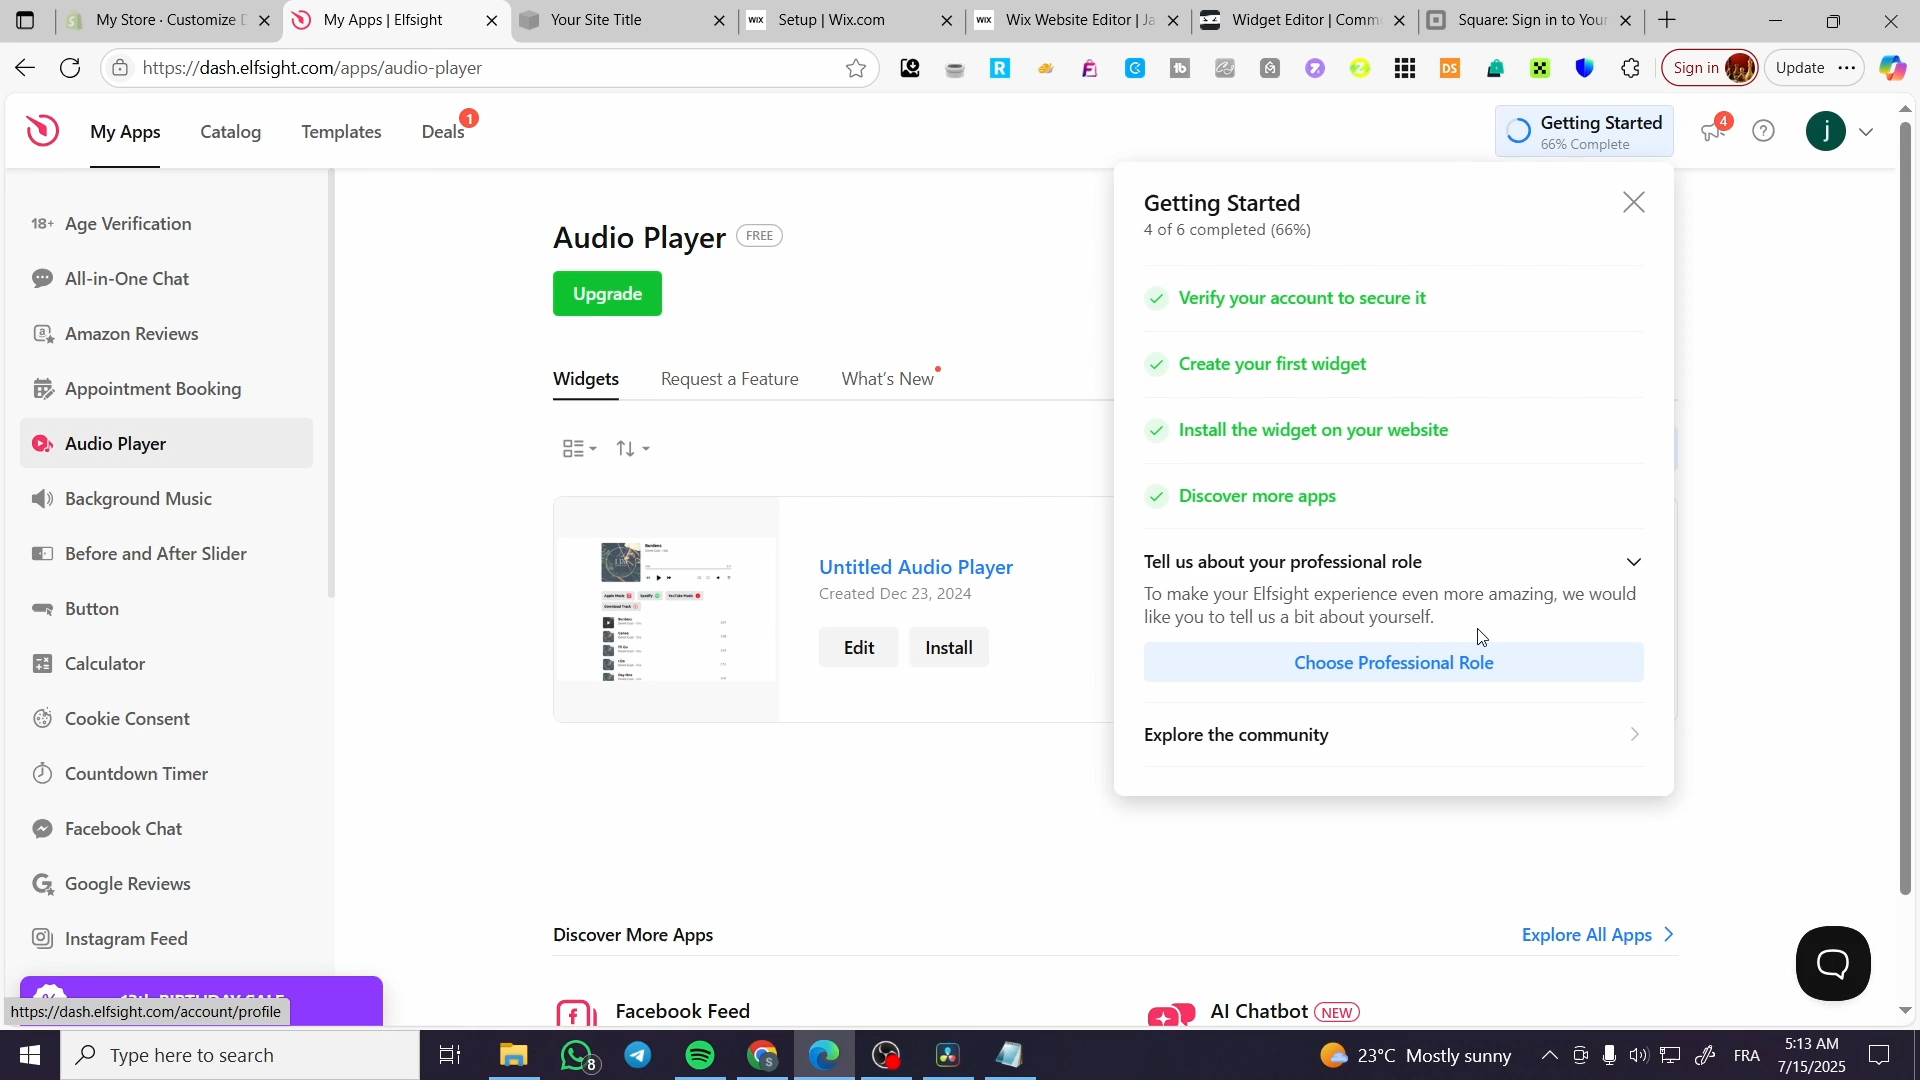 My Store · Customize D
My Apps | Elfsight
Your Site Title
WIX
Setup | Wix.com
WIX
Wix Website Editor | Ja
Widget Editor | Comm
Square: Sign in to Your
https://dash.elfsight.com/apps/audio-player
Sign in
Update
My Apps
Catalog
Templates
Deals
1
Getting Started
66% Complete
4
j
18+ Age Verification
All-in-One Chat
Amazon Reviews
Appointment Booking
Audio Player
Background Music
Before and After Slider
Button
Calculator
Cookie Consent
Countdown Timer
Facebook Chat
Google Reviews
Instagram Feed
https://dash.elfsight.com/account/profile
Audio Player
FREE
Upgrade
Widgets
Request a Feature
What's New
Untitled Audio Player
Created Dec 23, 2024
Edit
Install
Getting Started
4 of 6 completed (66%)
Verify your account to secure it
Create your first widget
Install the widget on your website
Discover more apps
Tell us about your professional role
To make your Elfsight experience even more amazing, we would
like you to tell us a bit about yourself.
Choose Professional Role
Explore the community
Discover More Apps
Explore All Apps
Facebook Feed
AI Chatbot
NEW
Type here to search
8
23°C Mostly sunny
FRA
5:13 AM
7/15/2025